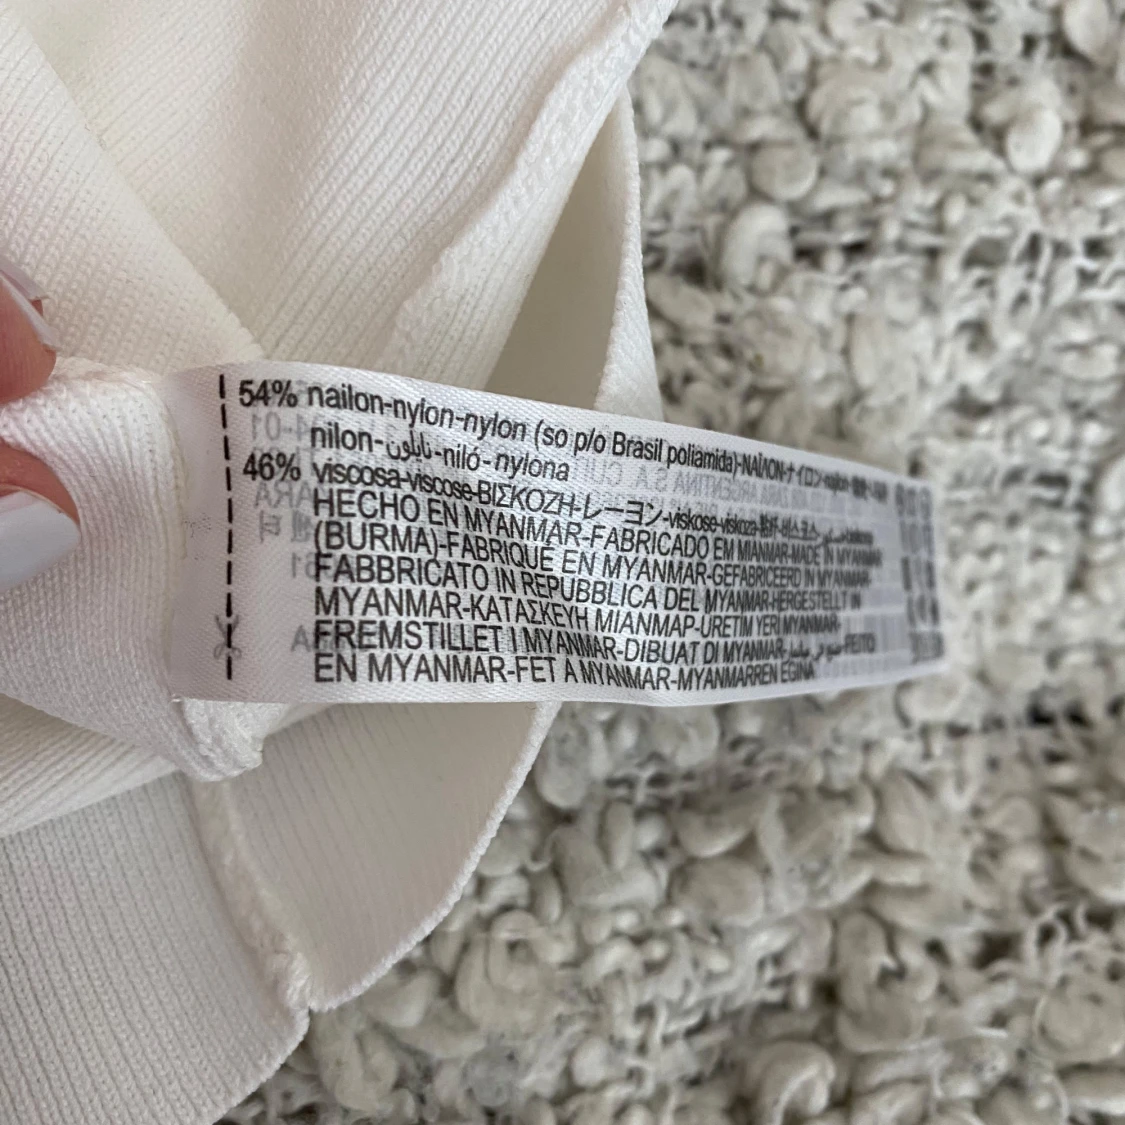 54% nailon-nylon-nylon (so p/o Brasil poliamida)-ΝΑΪΛΟΝ-ナイロン-
nilon-نايلون-niló-nylona
46% viscosa-viscose-ΒΙΣΚΟΖΗ-レーヨン-viskose-viskoza-
HECHO EN MYANMAR-FABRICADO EM MIANMAR-MADE IN MYANMAR
(BURMA)-FABRIQUÉ EN MYANMAR-GEFABRICEERD IN MYANMAR-
FABBRICATO IN REPUBBLICA DEL MYANMAR-HERGESTELLT IN
MYANMAR-ΚΑΤΑΣΚΕΥΗ ΜΙΑΝΜΑΡ-ÜRETİM YERİ MYANMAR-
FREMSTILLET I MYANMAR-DIBUAT DI MYANMAR- -FEITO
EN MYANMAR-FET A MYANMAR-MYANMARREN EGINA